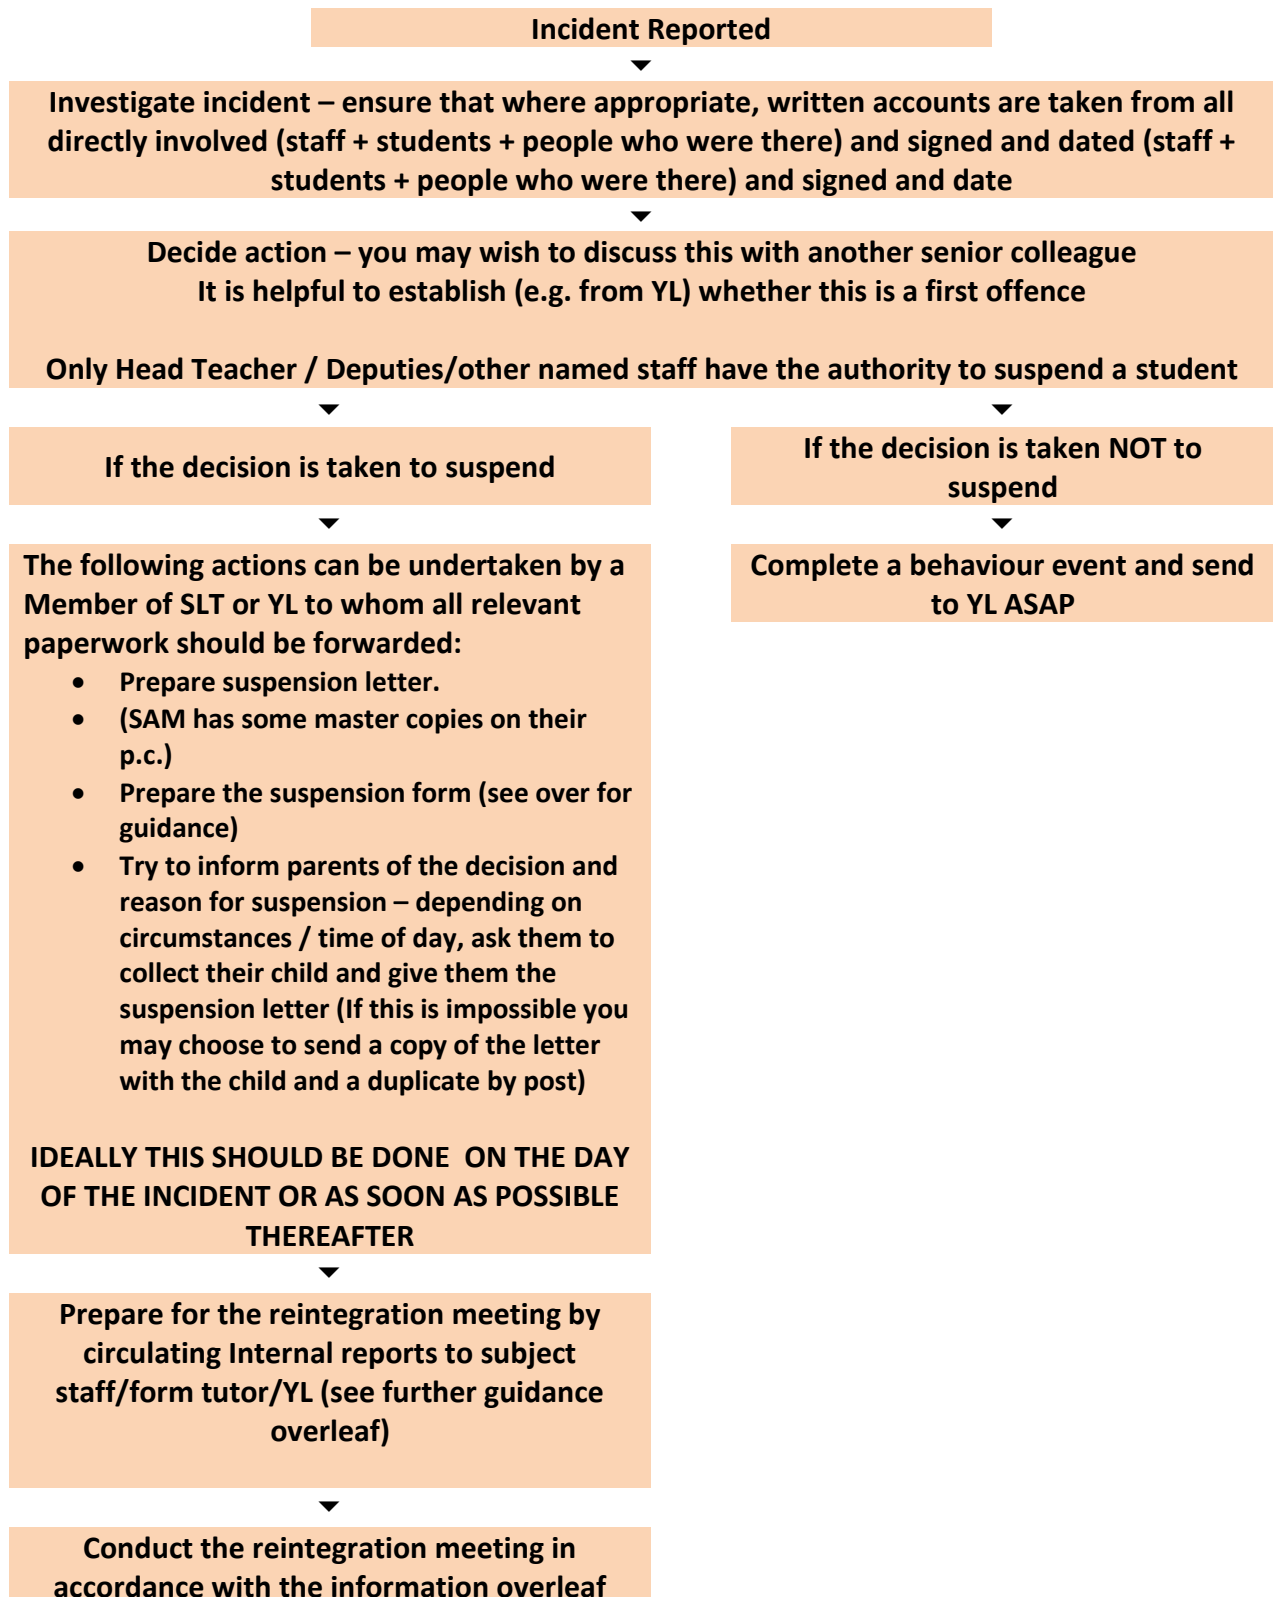 Incident Reported
Investigate incident – ensure that where appropriate, written accounts are taken from all
directly involved (staff + students + people who were there) and signed and dated (staff +
students + people who were there) and signed and date
Decide action – you may wish to discuss this with another senior colleague
It is helpful to establish (e.g. from YL) whether this is a first offence
Only Head Teacher / Deputies/other named staff have the authority to suspend a student
If the decision is taken to suspend
The following actions can be undertaken by a
Member of SLT or YL to whom all relevant
paperwork should be forwarded:
• Prepare suspension letter.
• (SAM has some master copies on their
p.c.)
• Prepare the suspension form (see over for
guidance)
• Try to inform parents of the decision and
reason for suspension – depending on
circumstances / time of day, ask them to
collect their child and give them the
suspension letter (If this is impossible you
may choose to send a copy of the letter
with the child and a duplicate by post)
IDEALLY THIS SHOULD BE DONE  ON THE DAY
OF THE INCIDENT OR AS SOON AS POSSIBLE
THEREAFTER
Prepare for the reintegration meeting by
circulating Internal reports to subject
staff/form tutor/YL (see further guidance
overleaf)
Conduct the reintegration meeting in
accordance with the information overleaf
If the decision is taken NOT to
suspend
Complete a behaviour event and send
to YL ASAP